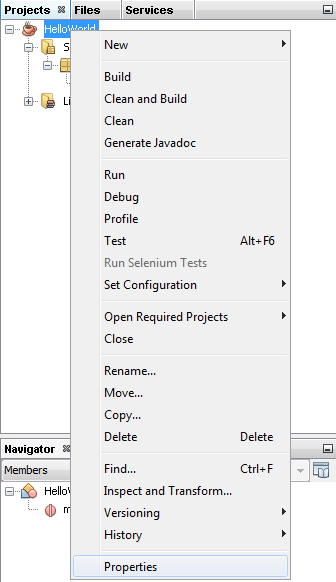 Projects Files Services
HelloWorld
New
S
Build
Clean and Build
Li
Clean
Generate Javadoc
Run
Debug
Profile
Test Alt+F6
Run Selenium Tests
Set Configuration
Open Required Projects
Close
Rename...
Move...
Copy...
Delete Delete
Navigator
Members
Find... Ctrl+F
HelloW
Inspect and Transform...
m
Versioning
History
Properties